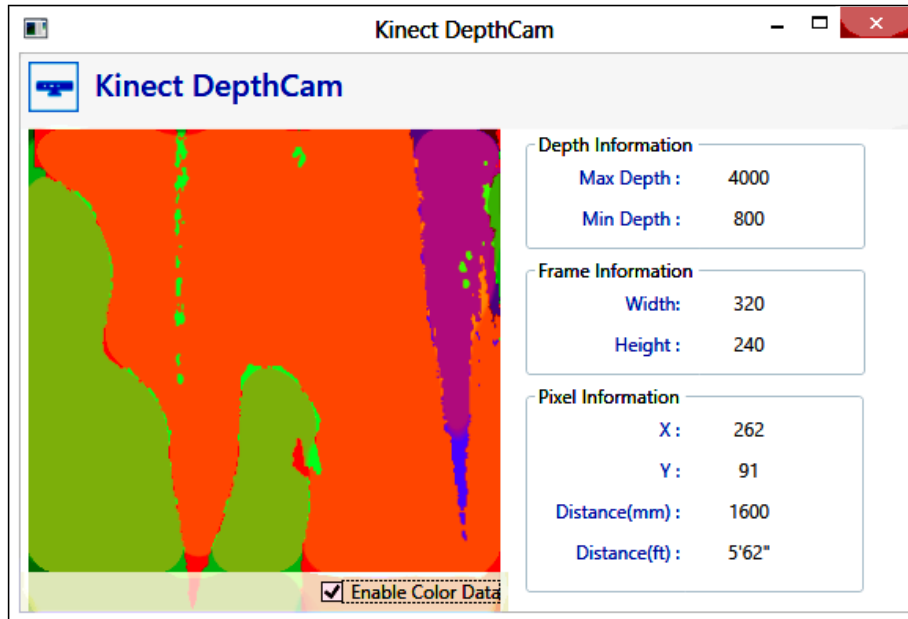 Kinect DepthCam
Kinect DepthCam
Depth Information
Max Depth : 4000
Min Depth : 800
Frame Information
Width: 320
Height : 240
Pixel Information
X : 262
Y : 91
Distance(mm) : 1600
Distance(ft) : 5'62"
Enable Color Data